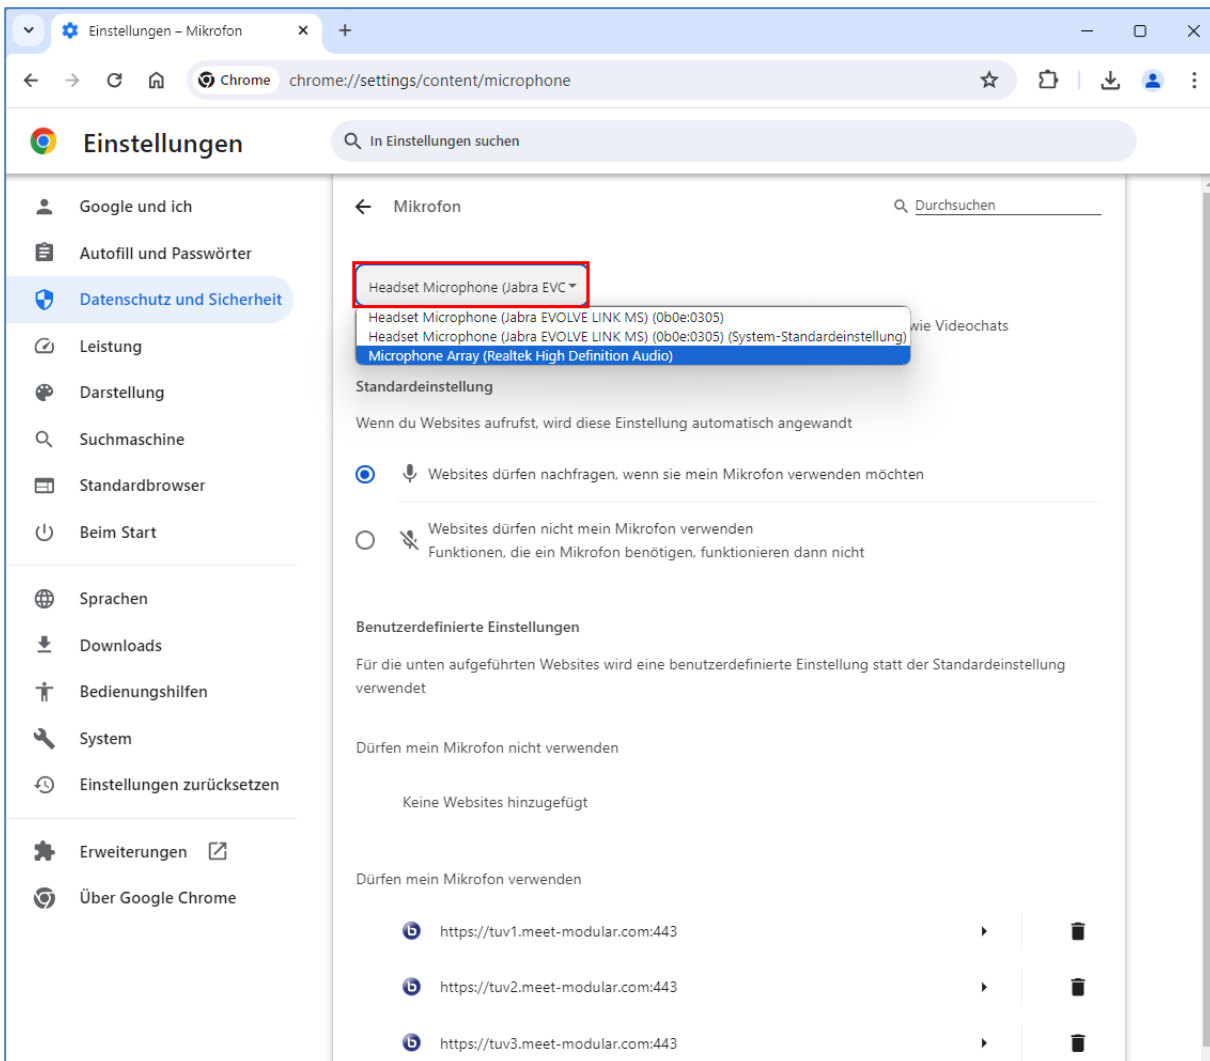 Einstellungen – Mikrofon
Chrome
chrome://settings/content/microphone
Einstellungen
In Einstellungen suchen
Google und ich
Autofill und Passwörter
Datenschutz und Sicherheit
Leistung
Darstellung
Suchmaschine
Standardbrowser
Beim Start
Sprachen
Downloads
Bedienungshilfen
System
Einstellungen zurücksetzen
Erweiterungen
Über Google Chrome
Mikrofon
Durchsuchen
Headset Microphone (Jabra EVC
Headset Microphone (Jabra EVOLVE LINK MS) (0b0e:0305)
Headset Microphone (Jabra EVOLVE LINK MS) (0b0e:0305) (System-Standardeinstellung)
Microphone Array (Realtek High Definition Audio)
wie Videochats
Standardeinstellung
Wenn du Websites aufrufst, wird diese Einstellung automatisch angewandt
Websites dürfen nachfragen, wenn sie mein Mikrofon verwenden möchten
Websites dürfen nicht mein Mikrofon verwenden
Funktionen, die ein Mikrofon benötigen, funktionieren dann nicht
Benutzerdefinierte Einstellungen
Für die unten aufgeführten Websites wird eine benutzerdefinierte Einstellung statt der Standardeinstellung
verwendet
Dürfen mein Mikrofon nicht verwenden
Keine Websites hinzugefügt
Dürfen mein Mikrofon verwenden
https://tuv1.meet-modular.com:443
https://tuv2.meet-modular.com:443
https://tuv3.meet-modular.com:443